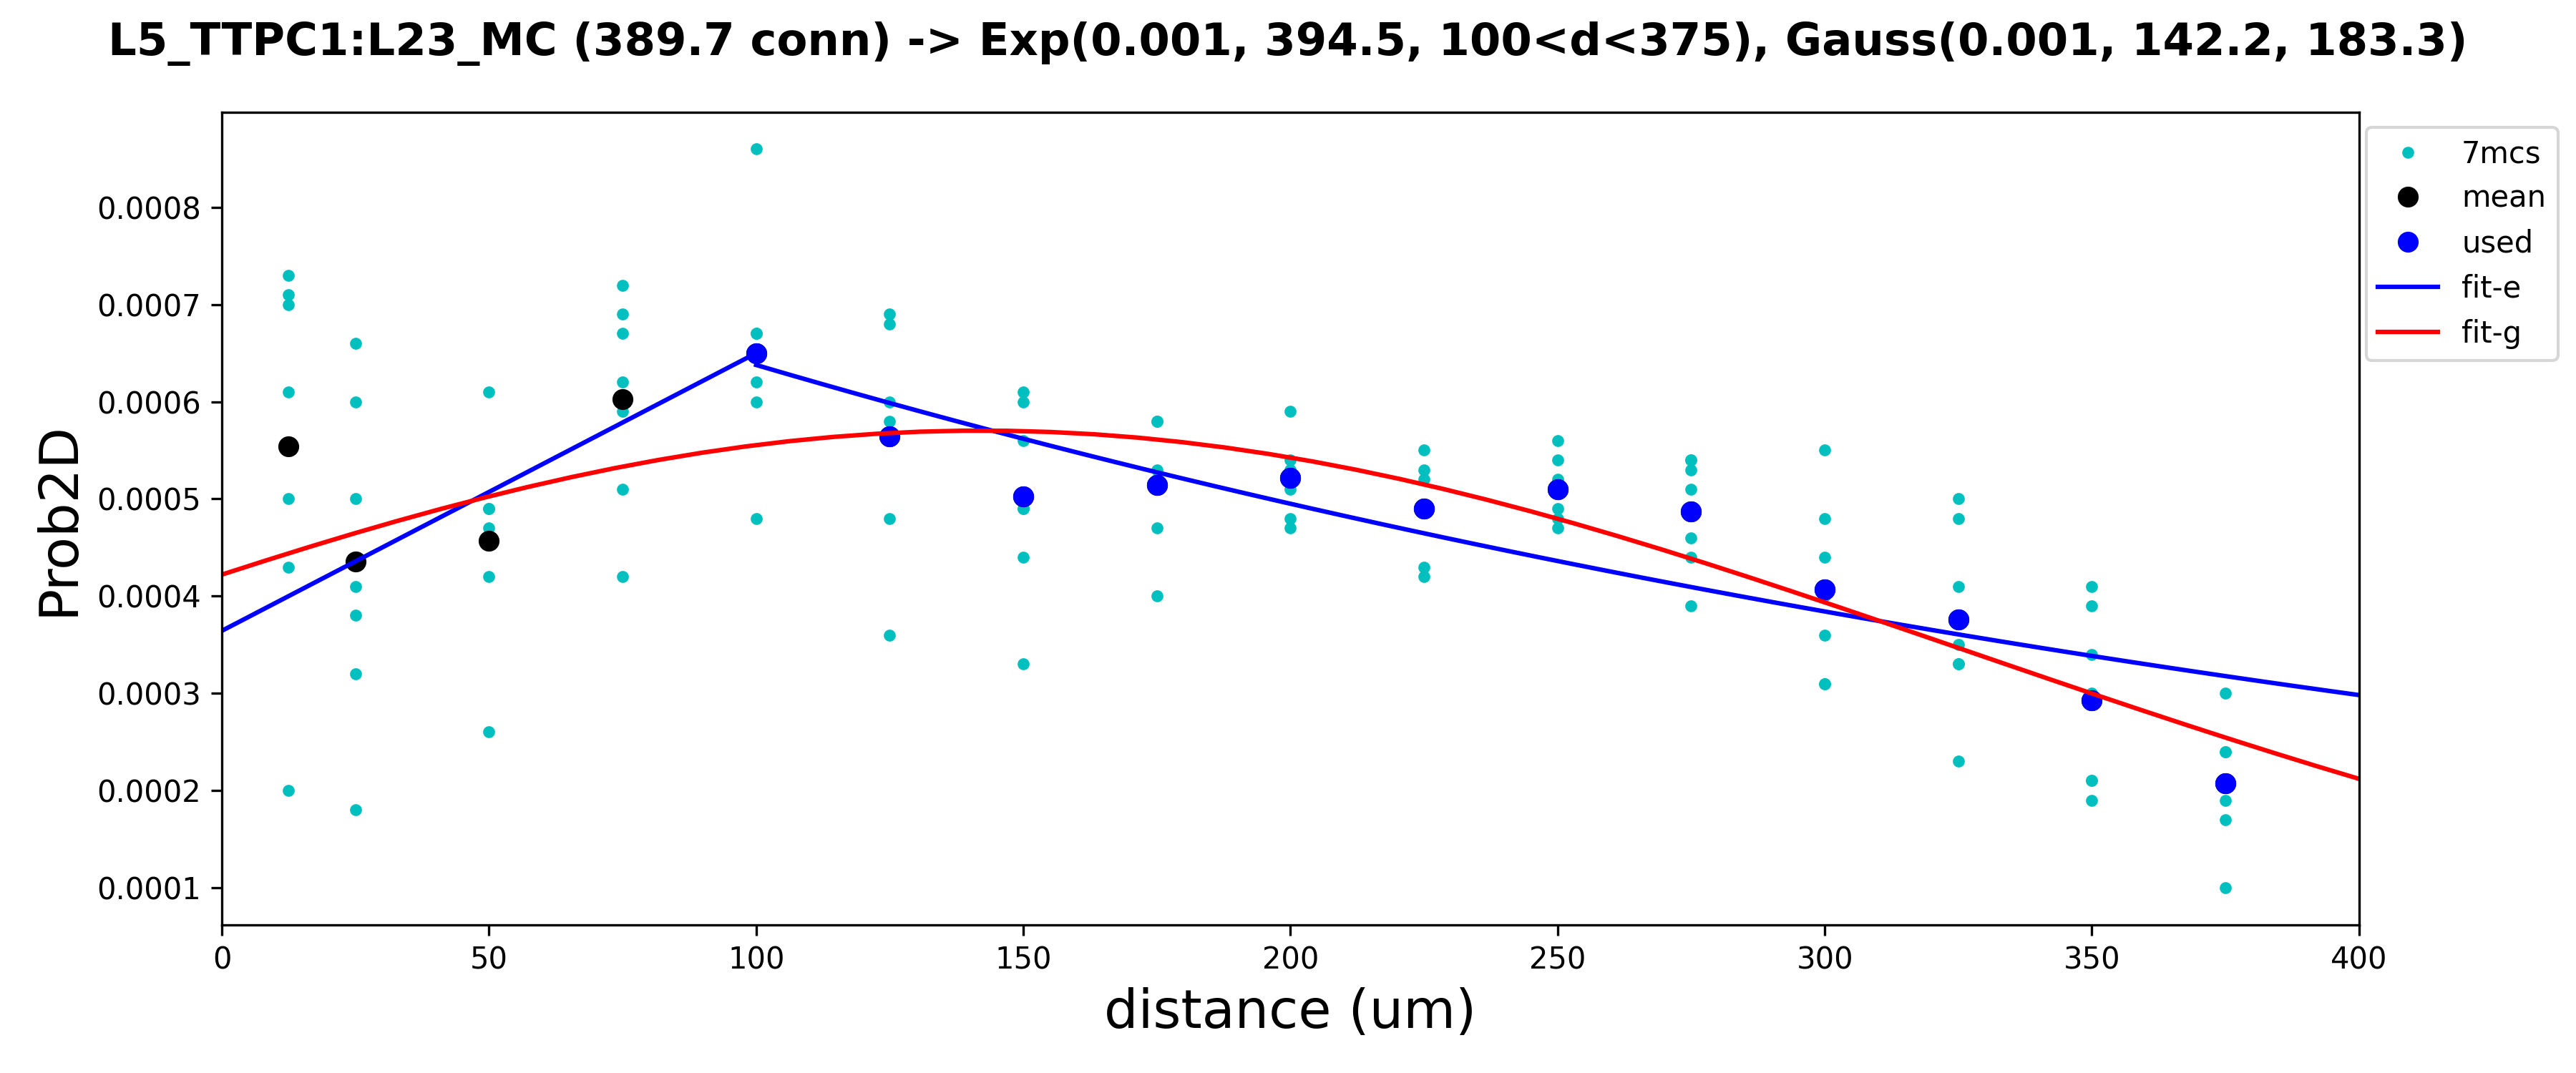 L5_TTPC1:L23_MC (389.7 conn) -> Exp(0.001, 394.5, 100<d<375), Gauss(0.001, 142.2, 183.3)
7mcs
mean
used
fit-e
fit-g
0.0008
0.0007
0.0006
0.0005
0.0004
0.0003
0.0002
0.0001
Prob2D
0 50 100 150 200 250 300 350 400
distance (um)